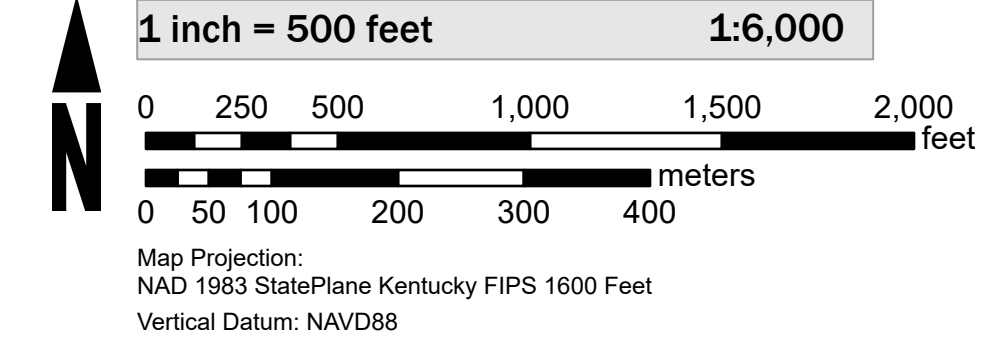 1 inch = 500 feet 1:6,000
0 250 500 1,000 1,500 2,000
feet
N
meters
0 50 100 200 300 400
Map Projection:
NAD 1983 StatePlane Kentucky FIPS 1600 Feet
Vertical Datum: NAVD88